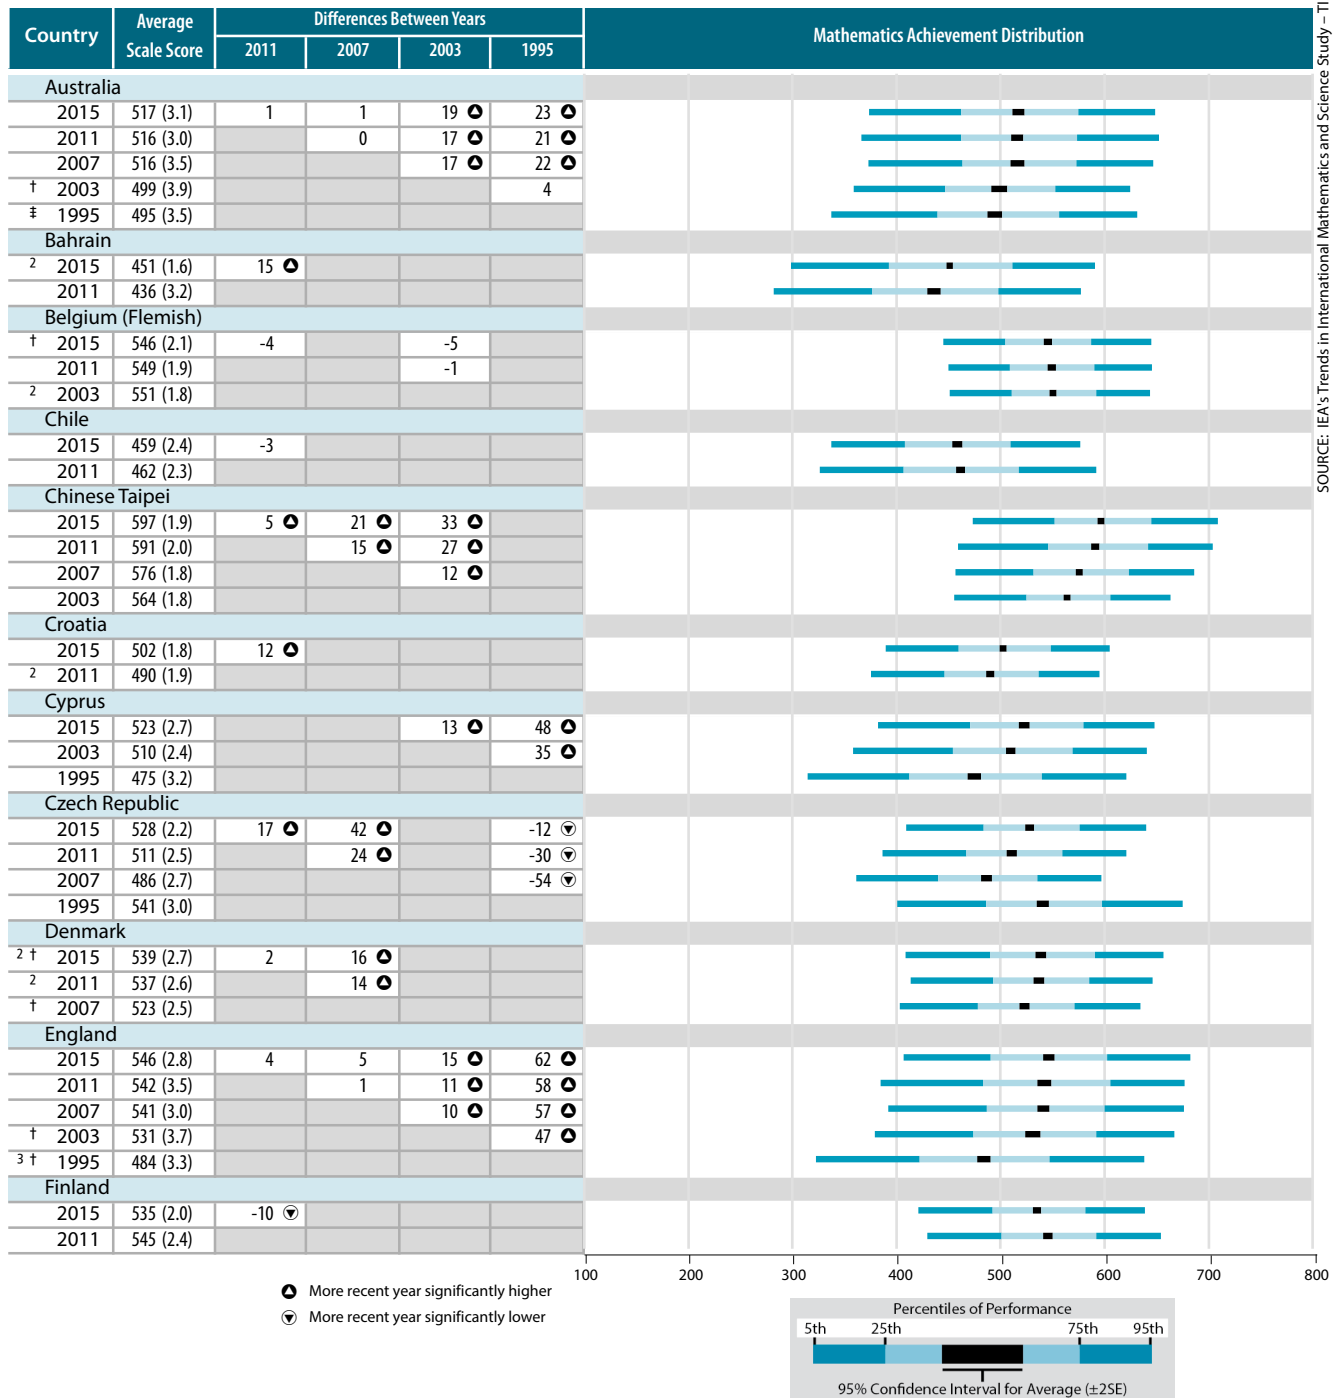 Country Average Scale Score Differences Between Years Mathematics Achievement Distribution
2011 2007 2003 1995
Australia
2015 517 (3.1) 1 1 19 ▲ 23 ▲
2011 516 (3.0) 0 17 ▲ 21 ▲
2007 516 (3.5) 17 ▲ 22 ▲
† 2003 499 (3.9) 4
‡ 1995 495 (3.5)
Bahrain
2 2015 451 (1.6) 15 ▲
2011 436 (3.2)
Belgium (Flemish)
† 2015 546 (2.1) -4 -5
2011 549 (1.9) -1
2 2003 551 (1.8)
Chile
2015 459 (2.4) -3
2011 462 (2.3)
Chinese Taipei
2015 597 (1.9) 5 ▲ 21 ▲ 33 ▲
2011 591 (2.0) 15 ▲ 27 ▲
2007 576 (1.8) 12 ▲
2003 564 (1.8)
Croatia
2015 502 (1.8) 12 ▲
2 2011 490 (1.9)
Cyprus
2015 523 (2.7) 13 ▲ 48 ▲
2003 510 (2.4) 35 ▲
1995 475 (3.2)
Czech Republic
2015 528 (2.2) 17 ▲ 42 ▲ -12 ▼
2011 511 (2.5) 24 ▲ -30 ▼
2007 486 (2.7) -54 ▼
1995 541 (3.0)
Denmark
2 † 2015 539 (2.7) 2 16 ▲
2 2011 537 (2.6) 14 ▲
† 2007 523 (2.5)
England
2015 546 (2.8) 4 5 15 ▲ 62 ▲
2011 542 (3.5) 1 11 ▲ 58 ▲
2007 541 (3.0) 10 ▲ 57 ▲
† 2003 531 (3.7) 47 ▲
3 † 1995 484 (3.3)
Finland
2015 535 (2.0) -10 ▼
2011 545 (2.4)
100 200 300 400 500 600 700 800
▲ More recent year significantly higher
▼ More recent year significantly lower
Percentiles of Performance
5th 25th 75th 95th
95% Confidence Interval for Average (±2SE)
SOURCE: IEA's Trends in International Mathematics and Science Study – TI